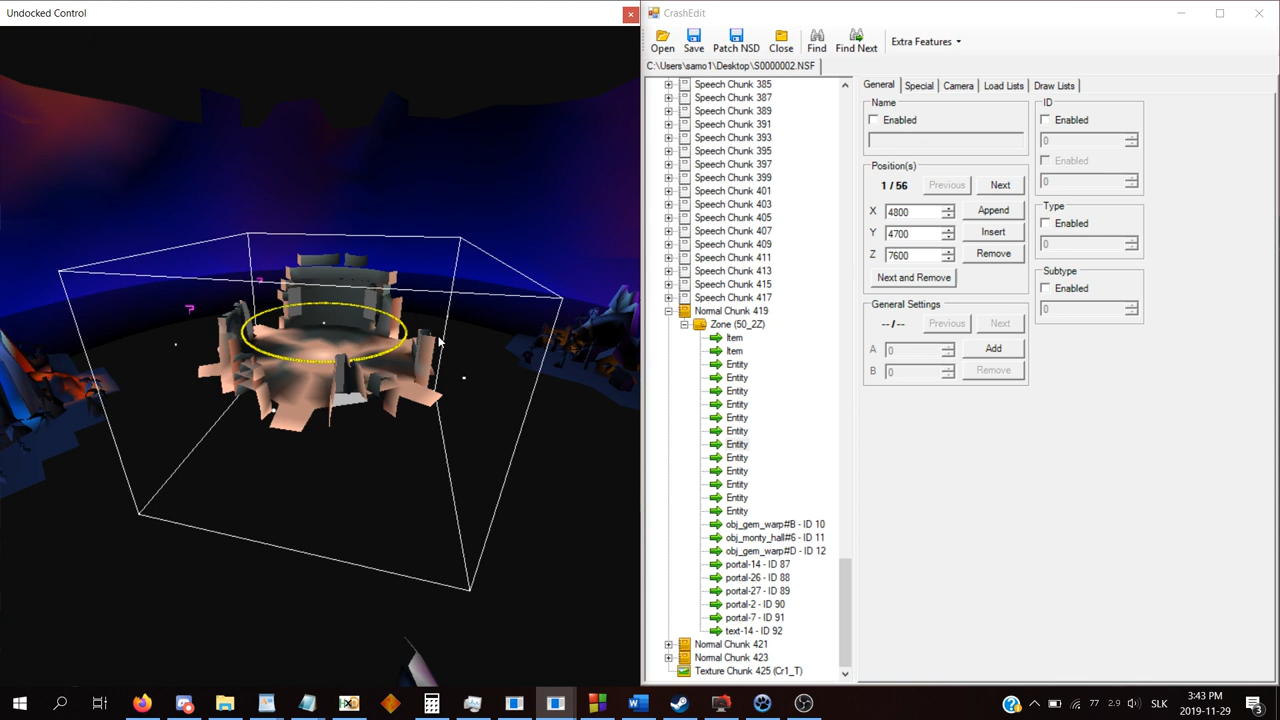 Undocked Control
CrashEdit
Open
Save
Patch NSD
Close
Find
Find Next
Extra Features
C:\Users\samo1\Desktop\S0000002.NSF
Speech Chunk 385
Speech Chunk 387
Speech Chunk 389
Speech Chunk 391
Speech Chunk 393
Speech Chunk 395
Speech Chunk 397
Speech Chunk 399
Speech Chunk 401
Speech Chunk 403
Speech Chunk 405
Speech Chunk 407
Speech Chunk 409
Speech Chunk 411
Speech Chunk 413
Speech Chunk 415
Speech Chunk 417
Normal Chunk 419
Zone (50_2Z)
Item
Item
Entity
Entity
Entity
Entity
Entity
Entity
Entity
Entity
Entity
Entity
Entity
Entity
obj_gem_warp#B - ID 10
obj_monty_hall#6 - ID 11
obj_gem_warp#D - ID 12
portal-14 - ID 87
portal-26 - ID 88
portal-27 - ID 89
portal-2 - ID 90
portal-7 - ID 91
text-14 - ID 92
Normal Chunk 421
Normal Chunk 423
Texture Chunk 425 (Cr1_T)
General
Special
Camera
Load Lists
Draw Lists
Name
Enabled
Position(s)
1 / 56
Previous
Next
X 4800
Append
Y 4700
Insert
Z 7600
Remove
Next and Remove
General Settings
-- / --
Previous
Next
A 0
Add
B 0
Remove
ID
Enabled
0
Enabled
0
Type
Enabled
0
Subtype
Enabled
0
?
?
77
2.9
SLK
3:43 PM
2019-11-29
3